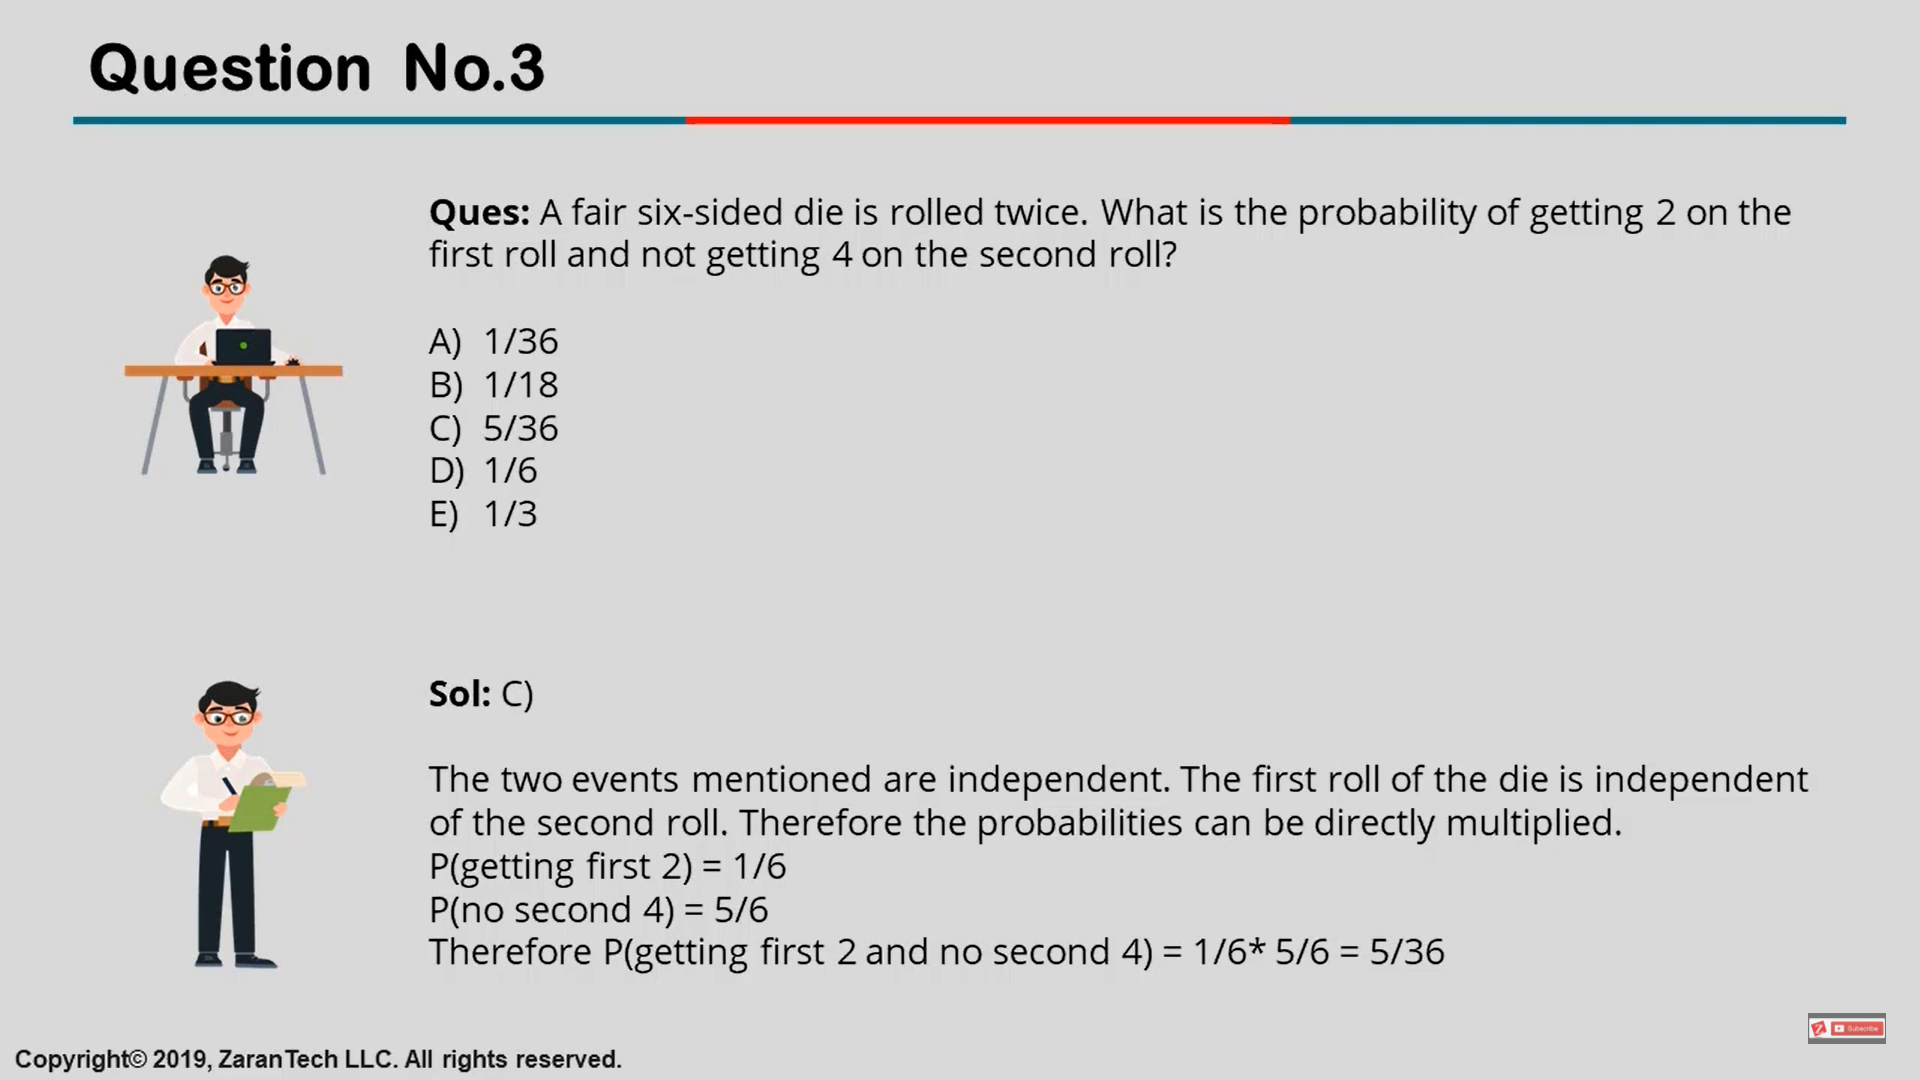 Question No.3
Ques: A fair six-sided die is rolled twice. What is the probability of getting 2 on the
first roll and not getting 4 on the second roll?
A) 1/36
B) 1/18
C) 5/36
D) 1/6
E) 1/3
Sol: C)
The two events mentioned are independent. The first roll of the die is independent
of the second roll. Therefore the probabilities can be directly multiplied.
P(getting first 2) = 1/6
P(no second 4) = 5/6
Therefore P(getting first 2 and no second 4) = 1/6* 5/6 = 5/36
Z Subscribe
Copyright© 2019, ZaranTech LLC. All rights reserved.